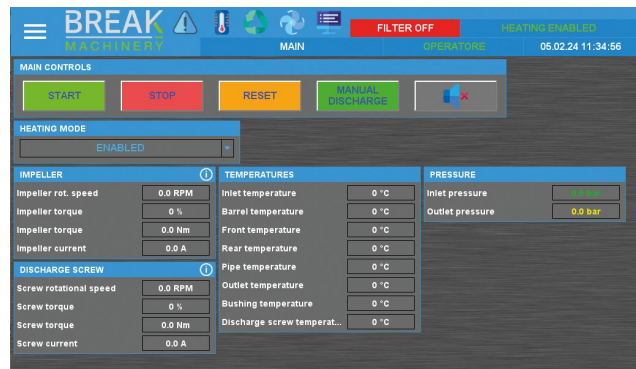 BREAK
MACHINERY
FILTER OFF
HEATING ENABLED
MAIN
OPERATORE
05.02.24 11:34:56
MAIN CONTROLS
START
STOP
RESET
MANUAL
DISCHARGE
HEATING MODE
ENABLED
IMPELLER
Impeller rot. speed 0.0 RPM
Impeller torque 0 %
Impeller torque 0.0 Nm
Impeller current 0.0 A
DISCHARGE SCREW
Screw rotational speed 0.0 RPM
Screw torque 0 %
Screw torque 0.0 Nm
Screw current 0.0 A
TEMPERATURES
Inlet temperature 0 °C
Barrel temperature 0 °C
Front temperature 0 °C
Rear temperature 0 °C
Pipe temperature 0 °C
Outlet temperature 0 °C
Bushing temperature 0 °C
Discharge screw temperat... 0 °C
PRESSURE
Inlet pressure 0.0 bar
Outlet pressure 0.0 bar